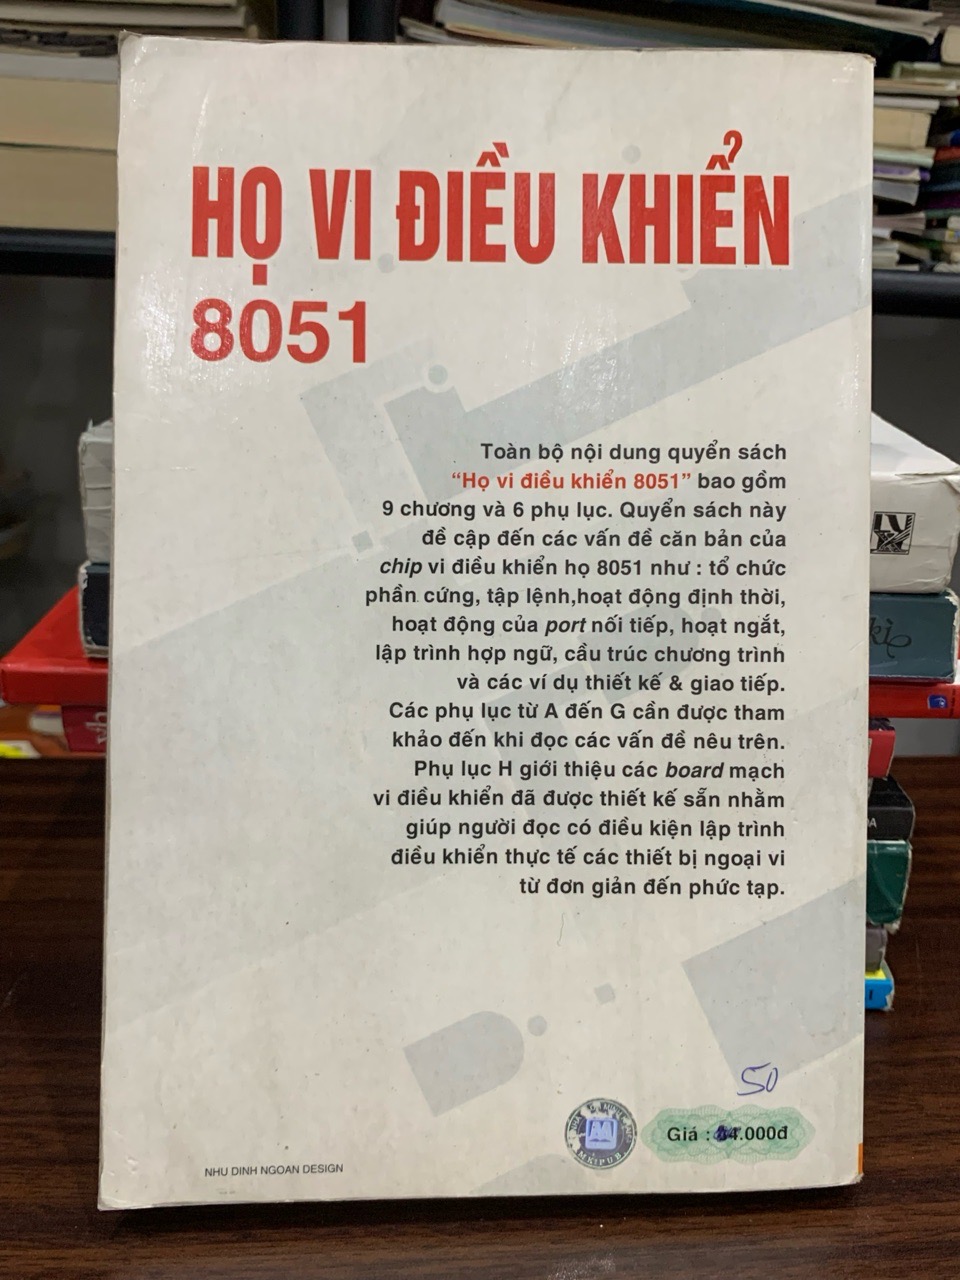 HỌ VI ĐIỀU KHIỂN
8051
Toàn bộ nội dung quyển sách
“Họ vi điều khiển 8051” bao gồm
9 chương và 6 phụ lục. Quyển sách này
đề cập đến các vấn đề căn bản của
chip vi điều khiển họ 8051 như : tổ chức
phần cứng, tập lệnh,hoạt động định thời,
hoạt động của port nối tiếp, hoạt ngắt,
lập trình hợp ngữ, cầu trúc chương trình
và các ví dụ thiết kế & giao tiếp.
Các phụ lục từ A đến G cần được tham
khảo đến khi đọc các vấn đề nêu trên.
Phụ lục H giới thiệu các board mạch
vi điều khiển đã được thiết kế sẵn nhằm
giúp người đọc có điều kiện lập trình
điều khiển thực tế các thiết bị ngoại vi
từ đơn giản đến phức tạp.
50
MK.PUB
Giá : 4.000đ
NHU DINH NGOAN DESIGN